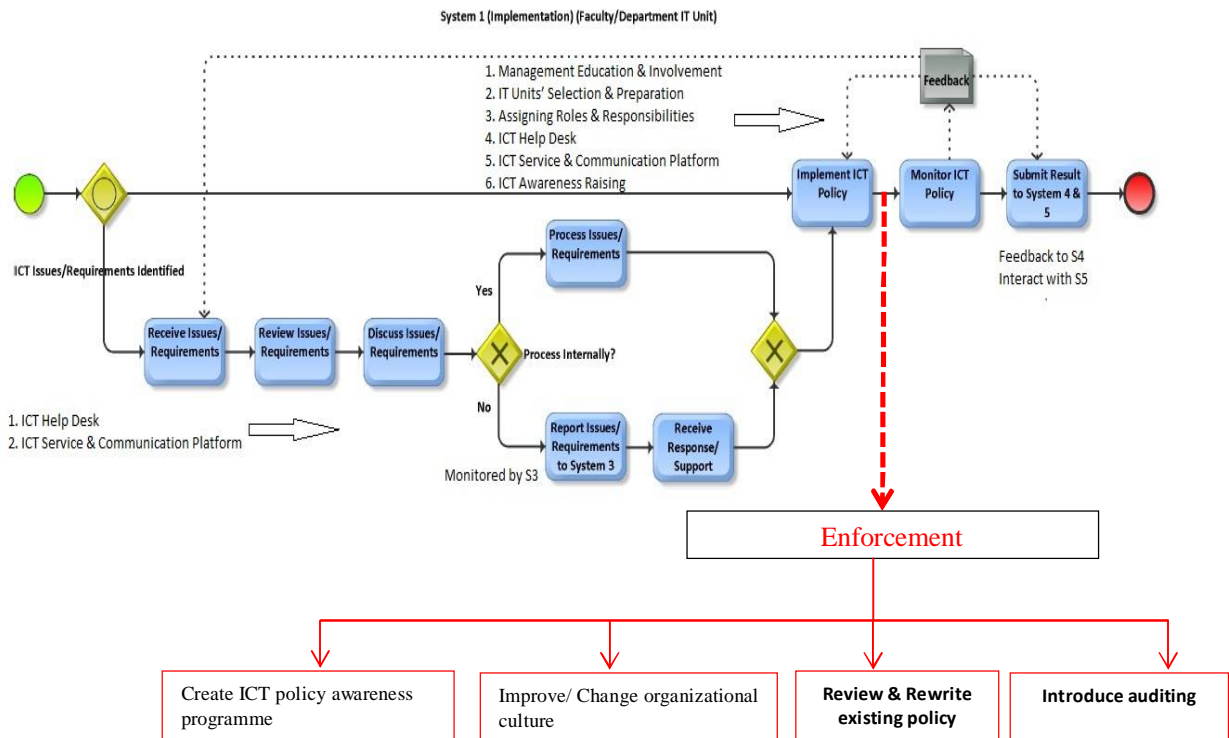 System 1 (Implementation) (Faculty/Department IT Unit)
1. Management Education & Involvement
2. IT Units' Selection & Preparation
3. Assigning Roles & Responsibilities
4. ICT Help Desk
5. ICT Service & Communication Platform
6. ICT Awareness Raising
Feedback
Implement ICT
Policy
Monitor ICT
Policy
Submit Result
to System 4 &
5
Feedback to S4
Interact with S5
ICT Issues/Requirements Identified
Receive Issues/
Requirements
Review Issues/
Requirements
Discuss Issues/
Requirements
Process Internally?
Yes
Process Issues/
Requirements
No
Report Issues/
Requirements
to System 3
Receive
Response/
Support
Monitored by S3
1. ICT Help Desk
2. ICT Service & Communication Platform
Enforcement
Create ICT policy awareness
programme
Improve/ Change organizational
culture
Review & Rewrite
existing policy
Introduce auditing